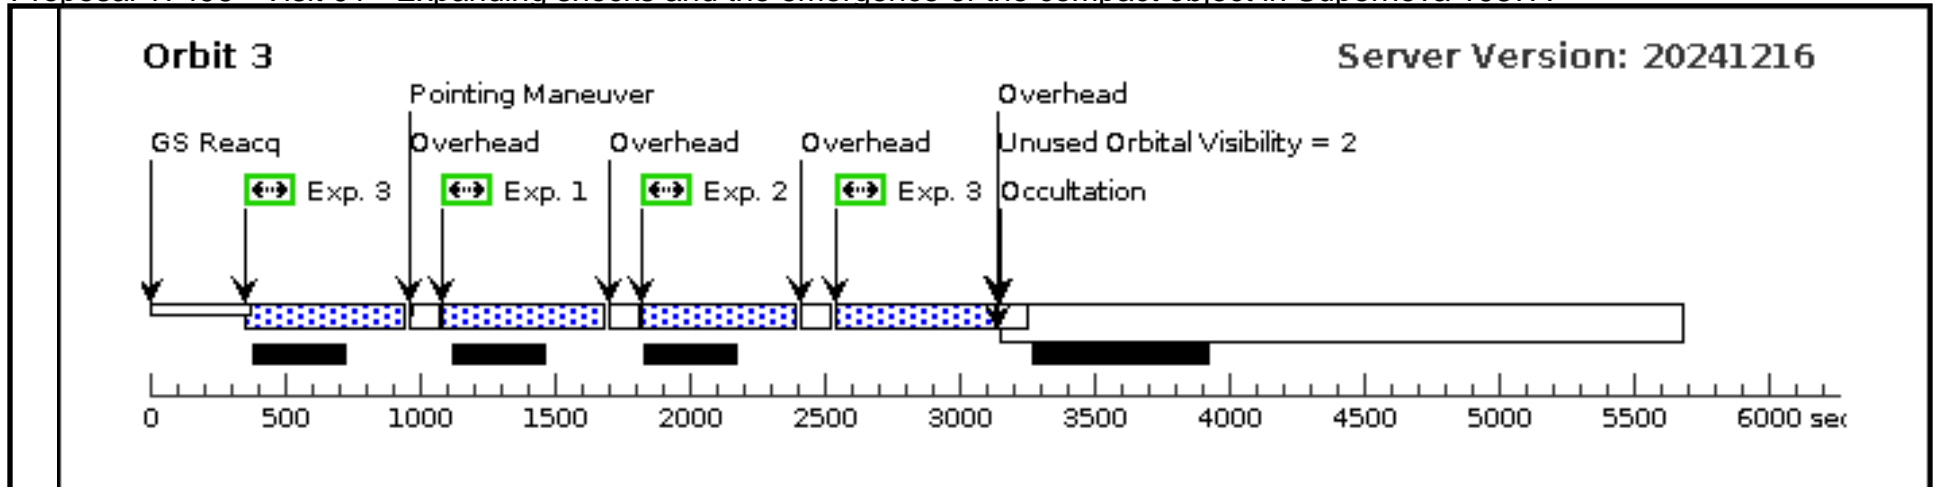 Orbit 3
Server Version: 20241216
Pointing Maneuver
Overhead
GS Reacq
Overhead
Overhead
Overhead
Unused Orbital Visibility = 2
Exp. 3
Exp. 1
Exp. 2
Exp. 3
Occultation
0 500 1000 1500 2000 2500 3000 3500 4000 4500 5000 5500 6000 sec